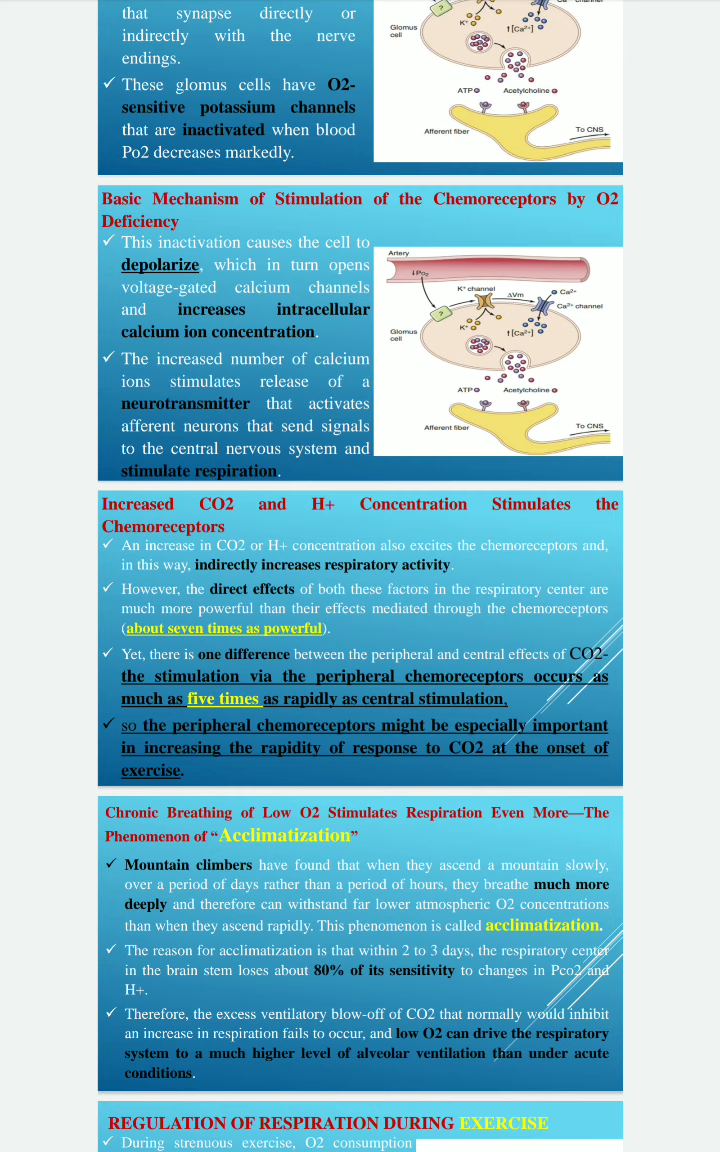 that synapse directly or
indirectly with the nerve
endings.
✓ These glomus cells have O2-
sensitive potassium channels
that are inactivated when blood
Po2 decreases markedly.
?
K⁺
↑[Ca²⁺]
Glomus
cell
ATP
Acetylcholine
Afferent fiber
To CNS
Basic Mechanism of Stimulation of the Chemoreceptors by O2
Deficiency
✓ This inactivation causes the cell to
depolarize, which in turn opens
voltage-gated calcium channels
and increases intracellular
calcium ion concentration.
✓ The increased number of calcium
ions stimulates release of a
neurotransmitter that activates
afferent neurons that send signals
to the central nervous system and
stimulate respiration.
Artery
↓Po₂
K⁺ channel
ΔVm
Ca²⁺
Ca²⁺ channel
?
K⁺
↑[Ca²⁺]
Glomus
cell
ATP
Acetylcholine
Afferent fiber
To CNS
Increased CO2 and H+ Concentration Stimulates the
Chemoreceptors
✓ An increase in CO2 or H+ concentration also excites the chemoreceptors and,
in this way, indirectly increases respiratory activity.
✓ However, the direct effects of both these factors in the respiratory center are
much more powerful than their effects mediated through the chemoreceptors
(about seven times as powerful).
✓ Yet, there is one difference between the peripheral and central effects of CO2-
the stimulation via the peripheral chemoreceptors occurs as
much as five times as rapidly as central stimulation,
✓ so the peripheral chemoreceptors might be especially important
in increasing the rapidity of response to CO2 at the onset of
exercise.
Chronic Breathing of Low O2 Stimulates Respiration Even More—The
Phenomenon of “Acclimatization”
✓ Mountain climbers have found that when they ascend a mountain slowly,
over a period of days rather than a period of hours, they breathe much more
deeply and therefore can withstand far lower atmospheric O2 concentrations
than when they ascend rapidly. This phenomenon is called acclimatization.
✓ The reason for acclimatization is that within 2 to 3 days, the respiratory center
in the brain stem loses about 80% of its sensitivity to changes in Pco2 and
H+.
✓ Therefore, the excess ventilatory blow-off of CO2 that normally would inhibit
an increase in respiration fails to occur, and low O2 can drive the respiratory
system to a much higher level of alveolar ventilation than under acute
conditions.
REGULATION OF RESPIRATION DURING EXERCISE
✓ During strenuous exercise, O2 consumption